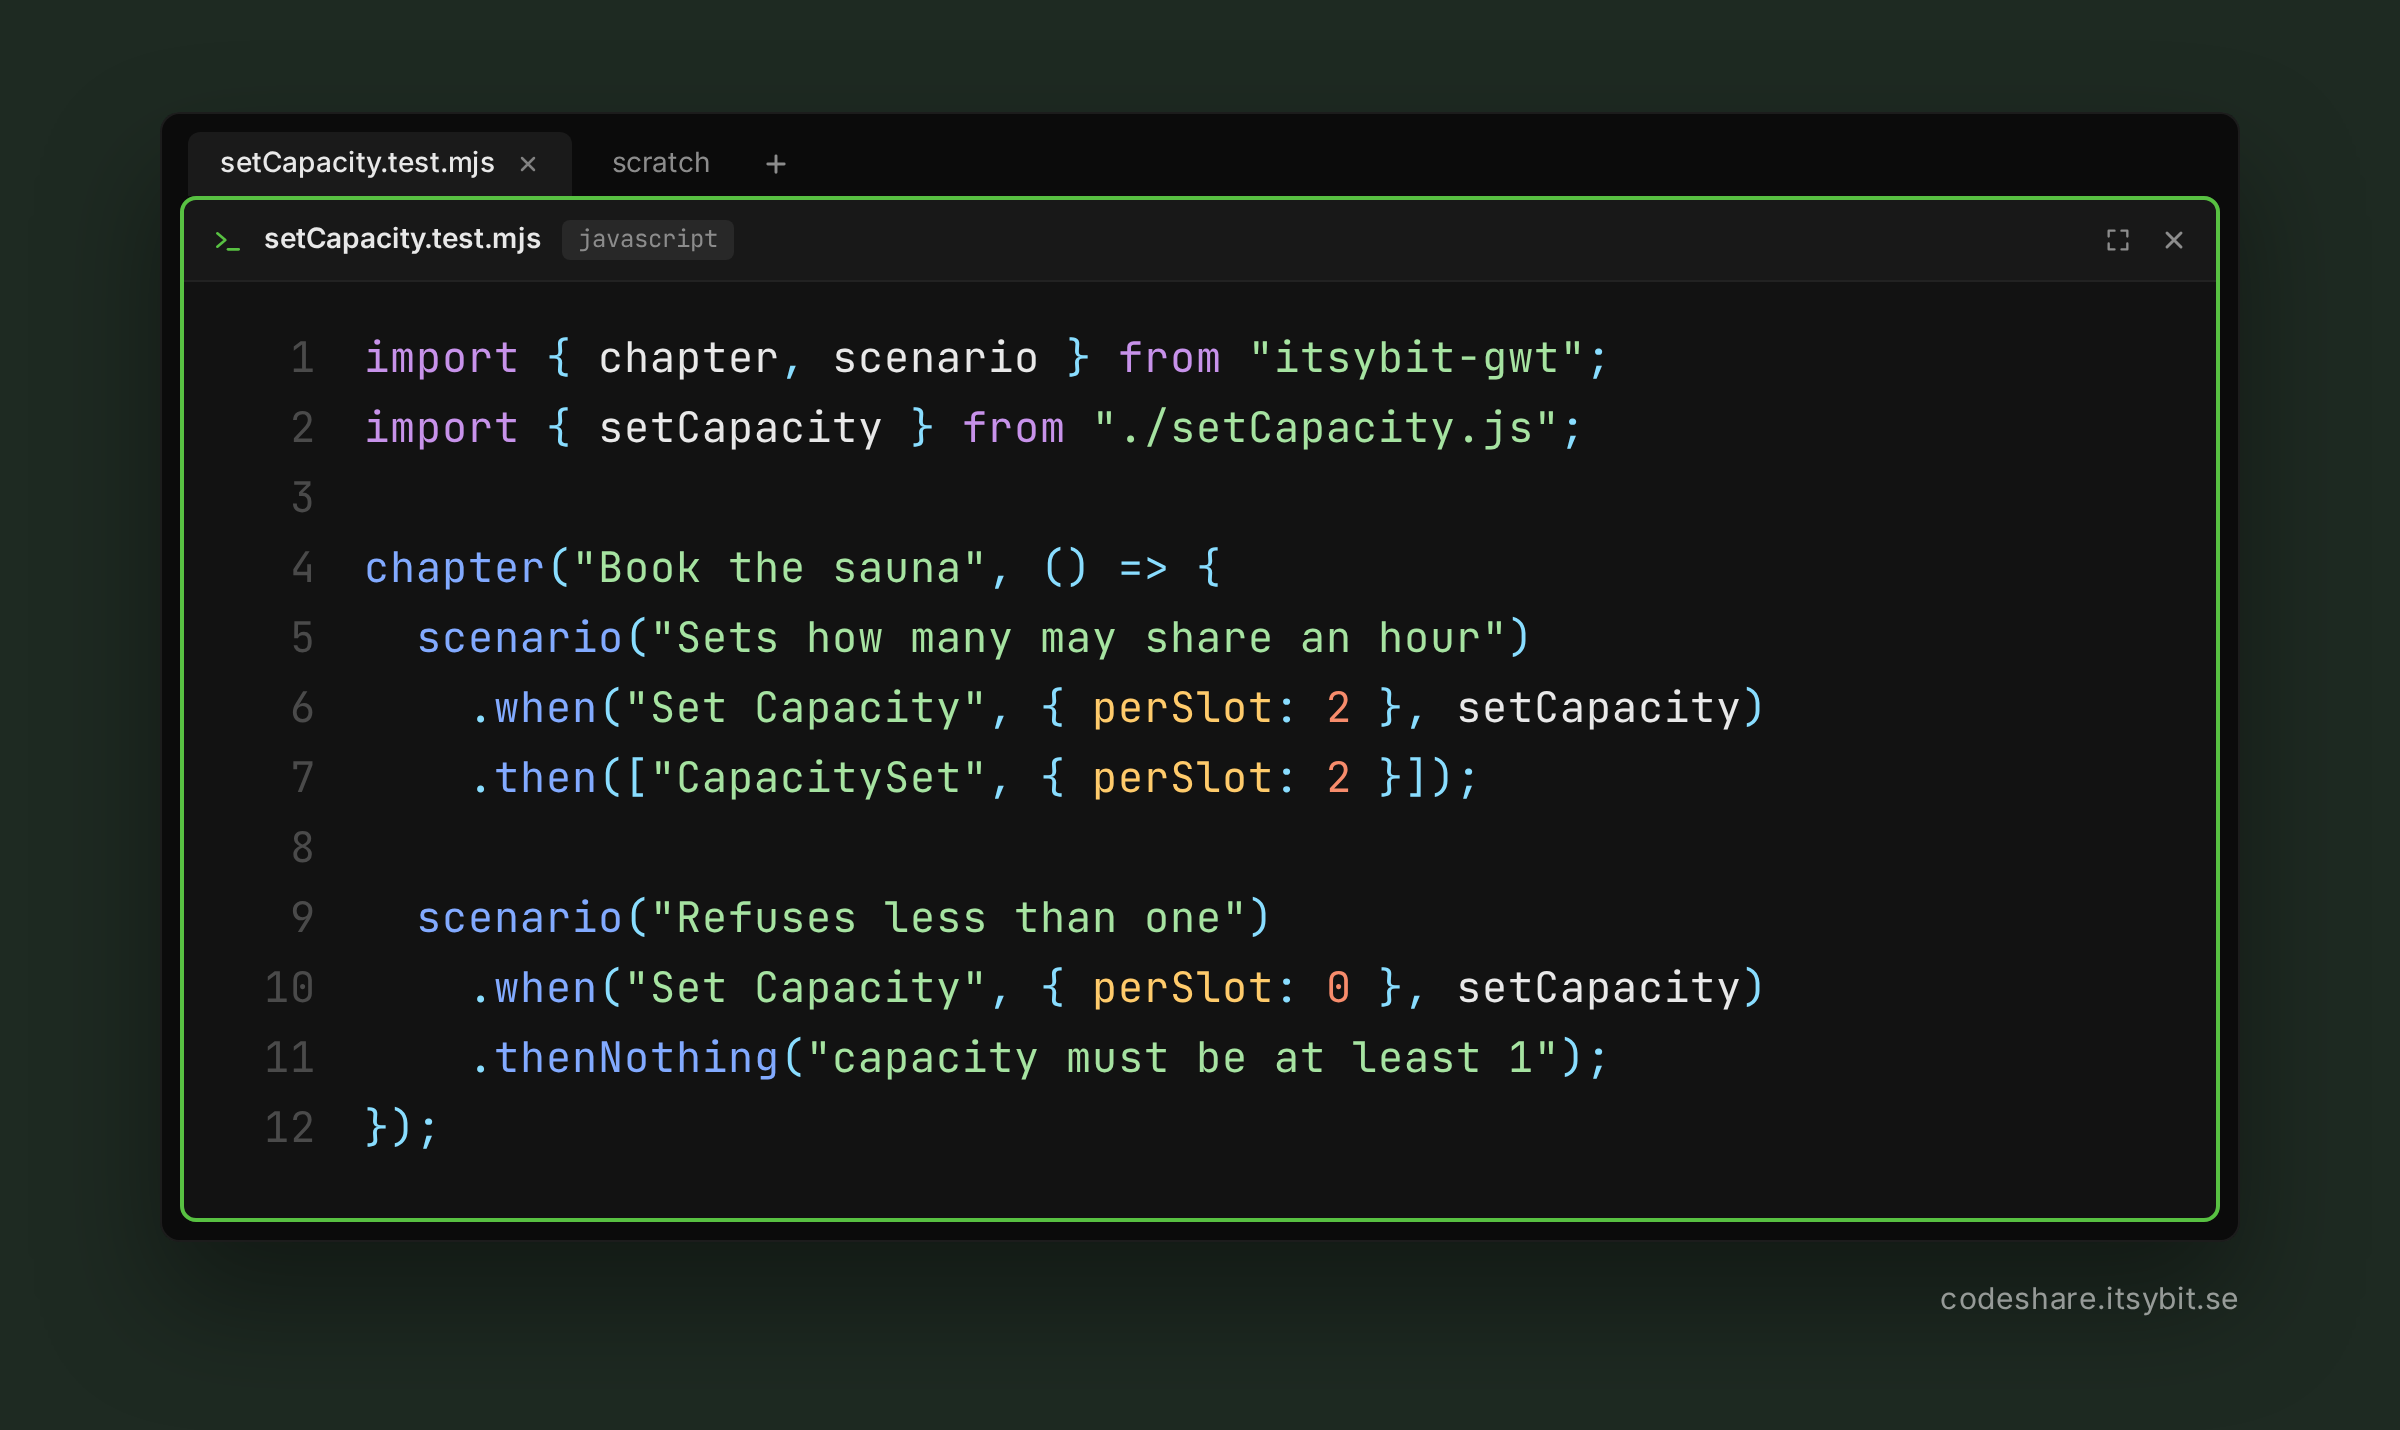 setCapacity.test.mjs × scratch +
>_ setCapacity.test.mjs javascript
1 import { chapter, scenario } from "itsybit-gwt";
2 import { setCapacity } from "./setCapacity.js";
3
4 chapter("Book the sauna", () => {
5   scenario("Sets how many may share an hour")
6     .when("Set Capacity", { perSlot: 2 }, setCapacity)
7     .then(["CapacitySet", { perSlot: 2 }]);
8
9   scenario("Refuses less than one")
10     .when("Set Capacity", { perSlot: 0 }, setCapacity)
11     .thenNothing("capacity must be at least 1");
12 });
codeshare.itsybit.se